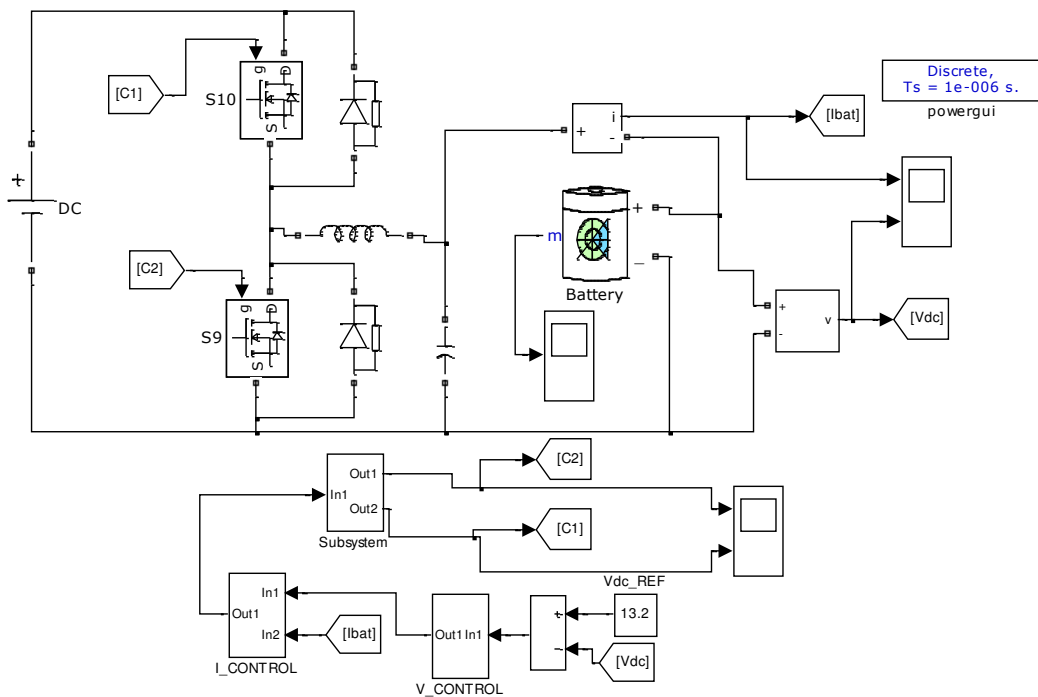 [C1]
g
D
S10
S
+
DC
[C2]
g
D
S9
S
+
i
-
[Ibat]
Discrete,
Ts = 1e-006 s.
powergui
m
+
_
Battery
+
-
v
[Vdc]
In1
Out1
Out2
Subsystem
[C2]
[C1]
Vdc_REF
13.2
+
-
[Vdc]
Out1
In1
V_CONTROL
In1
In2
Out1
[Ibat]
I_CONTROL